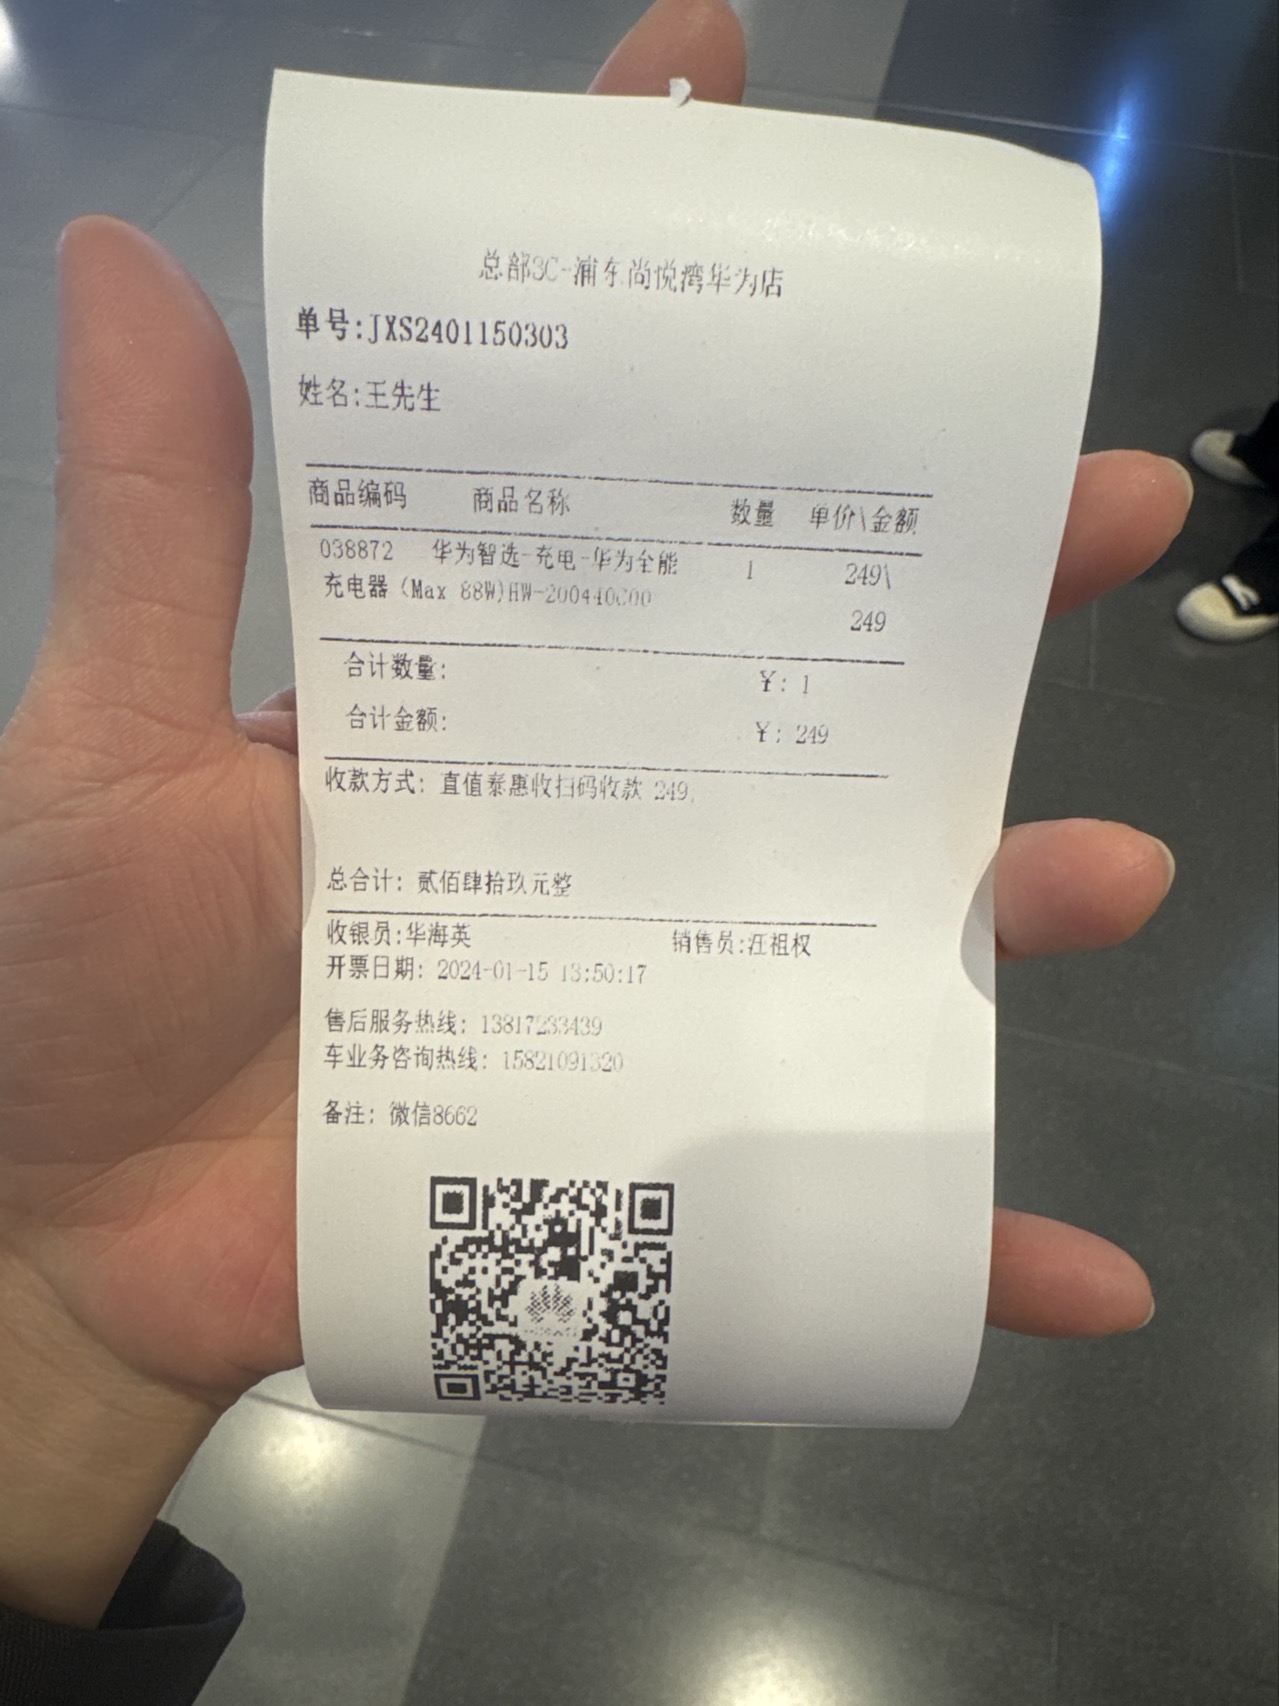 总部3C-浦东尚悦湾华为店
单号:JXS2401150303
姓名:王先生
商品编码 商品名称 数量 单价\金额
038872 华为智选-充电-华为全能 1 249\
充电器(Max 88W)HW-200440C00 249
合计数量: ¥: 1
合计金额: ¥: 249
收款方式: 直值泰惠收扫码收款 249,
总合计: 贰佰肆拾玖元整
收银员:华海英 销售员:汪祖权
开票日期: 2024-01-15 13:50:17
售后服务热线: 13817233439
车业务咨询热线: 15821091320
备注: 微信8662